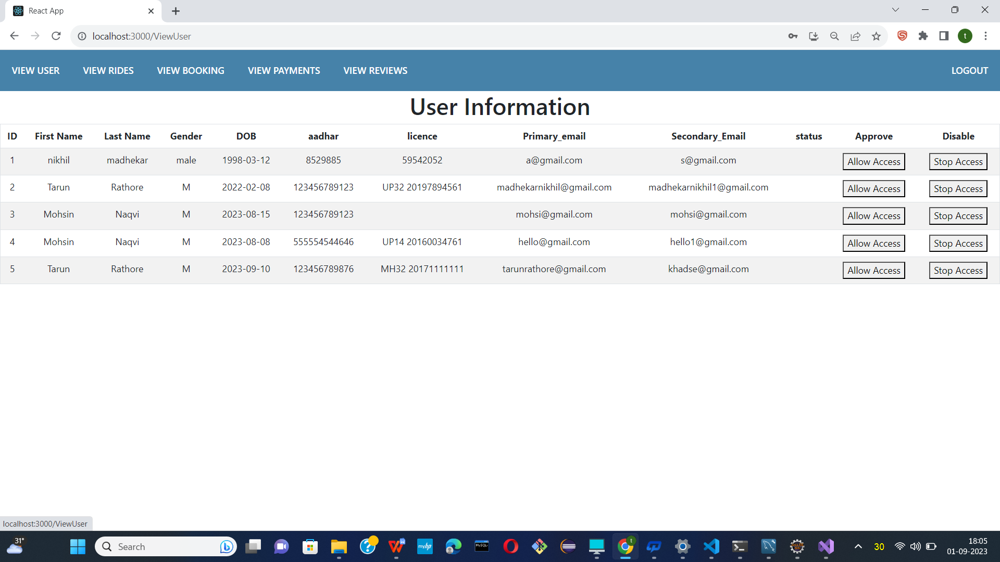 React App
localhost:3000/ViewUser
t
VIEW USER VIEW RIDES VIEW BOOKING VIEW PAYMENTS VIEW REVIEWS LOGOUT
User Information
ID First Name Last Name Gender DOB aadhar licence Primary_email Secondary_Email status Approve Disable
1 nikhil madhekar male 1998-03-12 8529885 59542052 a@gmail.com s@gmail.com Allow Access Stop Access
2 Tarun Rathore M 2022-02-08 123456789123 UP32 20197894561 madhekarnikhil@gmail.com madhekarnikhil1@gmail.com Allow Access Stop Access
3 Mohsin Naqvi M 2023-08-15 123456789123 mohsi@gmail.com mohsi@gmail.com Allow Access Stop Access
4 Mohsin Naqvi M 2023-08-08 555554544646 UP14 20160034761 hello@gmail.com hello1@gmail.com Allow Access Stop Access
5 Tarun Rathore M 2023-09-10 123456789876 MH32 20171111111 tarunrathore@gmail.com khadse@gmail.com Allow Access Stop Access
localhost:3000/ViewUser
31°
Search
myhp
MySQL
t
30
18:05
01-09-2023